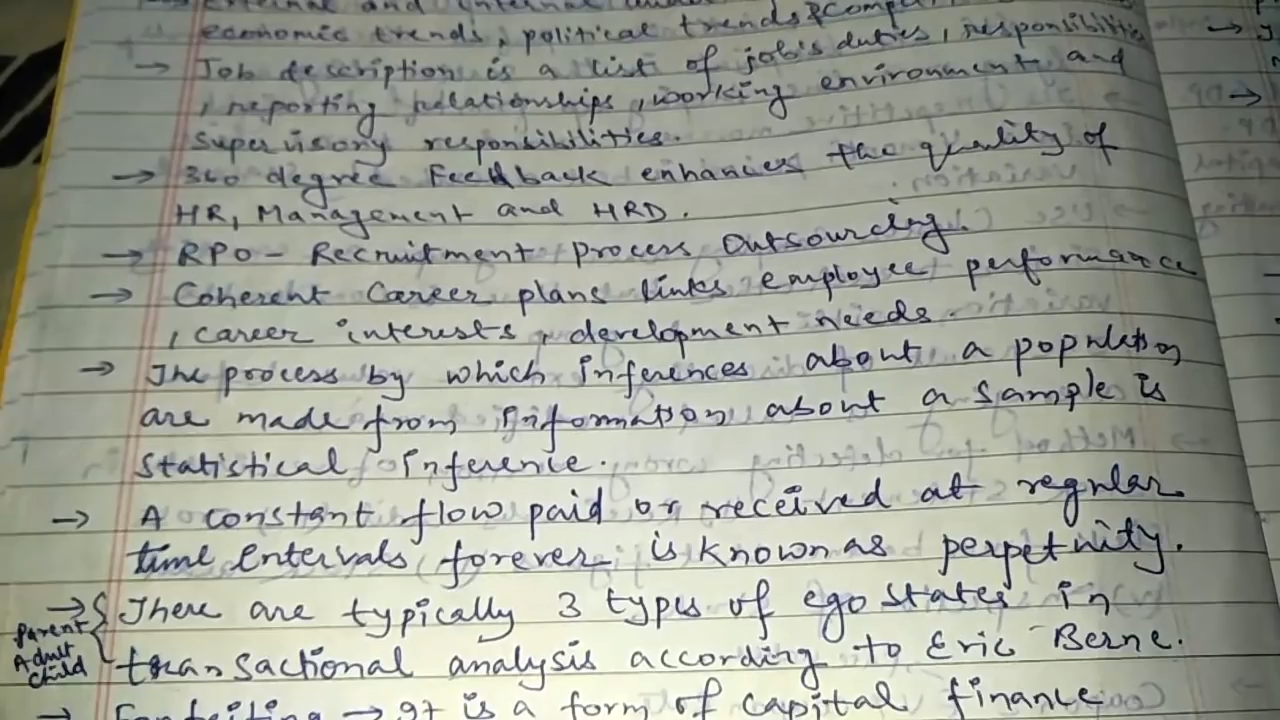 External and internal
economic trends, political trends & comp
→ Job description is a list of job's duties, responsibilitie
, reporting relationships, working environment and
supervisory responsibilities.
→ 360 degree Feedback enhances the quality of
HR, Management and HRD.
→ RPO - Recruitment process outsourcing.
→ Coherent Career plans links employee performance
, career interests, development needs.
→ The process by which inferences about a population
are made from information about a sample is
statistical inference.
→ A constant flow paid or received at regular
time intervals forever is known as perpetuity.
→ { There are typically 3 types of ego states in
transactional analysis according to Eric Berne.
Parent
Adult
Child
→ → It is a form of capital finance